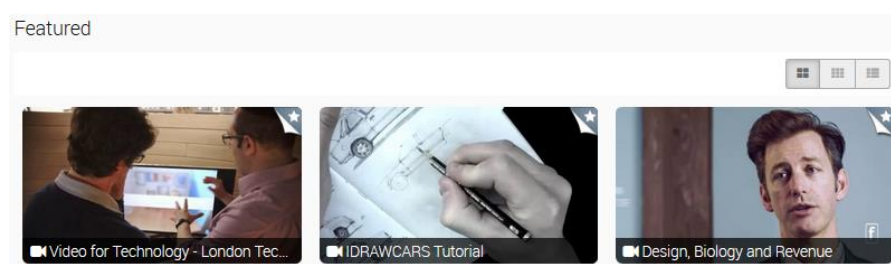 Featured
Video for Technology - London Tec...
IDRAWCARS Tutorial
Design, Biology and Revenue
f